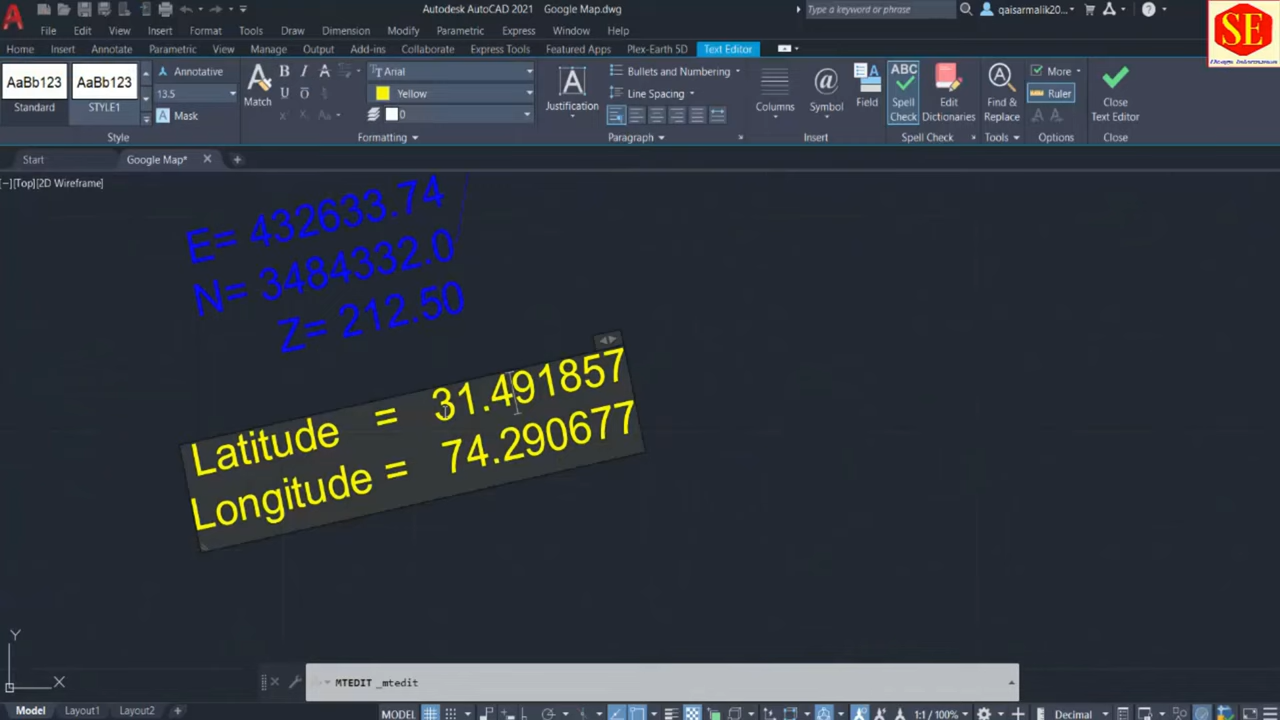 Autodesk AutoCAD 2021 Google Map.dwg
Type a keyword or phrase
qaisarmalik20...
SE
File Edit View Insert Format Tools Draw Dimension Modify Parametric Express Window Help
Home Insert Annotate Parametric View Manage Output Add-ins Collaborate Express Tools Featured Apps Plex-Earth 5D Text Editor
AaBb123 AaBb123
Standard STYLE1
Annotative
13.5
Mask
Style
Match
B I A
U O
Arial
Yellow
0
Formatting
Justification
Bullets and Numbering
Line Spacing
Paragraph
Columns
@
Symbol
Field
Insert
ABC
Spell
Check
Edit
Dictionaries
Spell Check
Find &
Replace
Tools
More
Ruler
Options
Close
Text Editor
Close
Start Google Map*
[−][Top][2D Wireframe]
E= 432633.74
N= 3484332.0
Z= 212.50
Latitude = 31.491857
Longitude = 74.290677
Y
X
MTEDIT _mtedit
Model Layout1 Layout2
MODEL
1:1 / 100%
Decimal